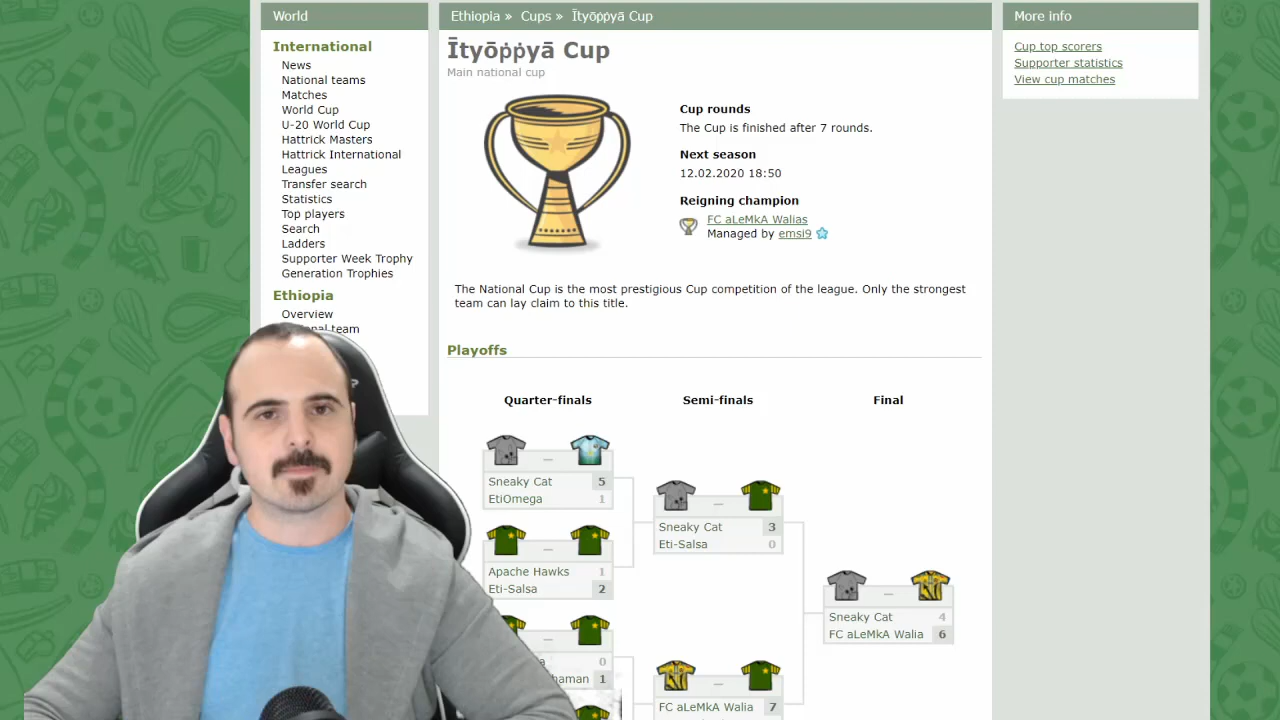 World
International
News
National teams
Matches
World Cup
U-20 World Cup
Hattrick Masters
Hattrick International
Leagues
Transfer search
Statistics
Top players
Search
Ladders
Supporter Week Trophy
Generation Trophies
Ethiopia
Overview
team
Ethiopia » Cups » Ītyōṗṗyā Cup
Ītyōṗṗyā Cup
Main national cup
Cup rounds
The Cup is finished after 7 rounds.
Next season
12.02.2020 18:50
Reigning champion
FC aLeMkA Walias
Managed by emsi9
The National Cup is the most prestigious Cup competition of the league. Only the strongest
team can lay claim to this title.
Playoffs
Quarter-finals
Semi-finals
Final
–
Sneaky Cat 5
EtiOmega 1
–
Apache Hawks 1
Eti-Salsa 2
–
0
1
–
Sneaky Cat 3
Eti-Salsa 0
–
FC aLeMkA Walia 7
–
Sneaky Cat 4
FC aLeMkA Walia 6
More info
Cup top scorers
Supporter statistics
View cup matches